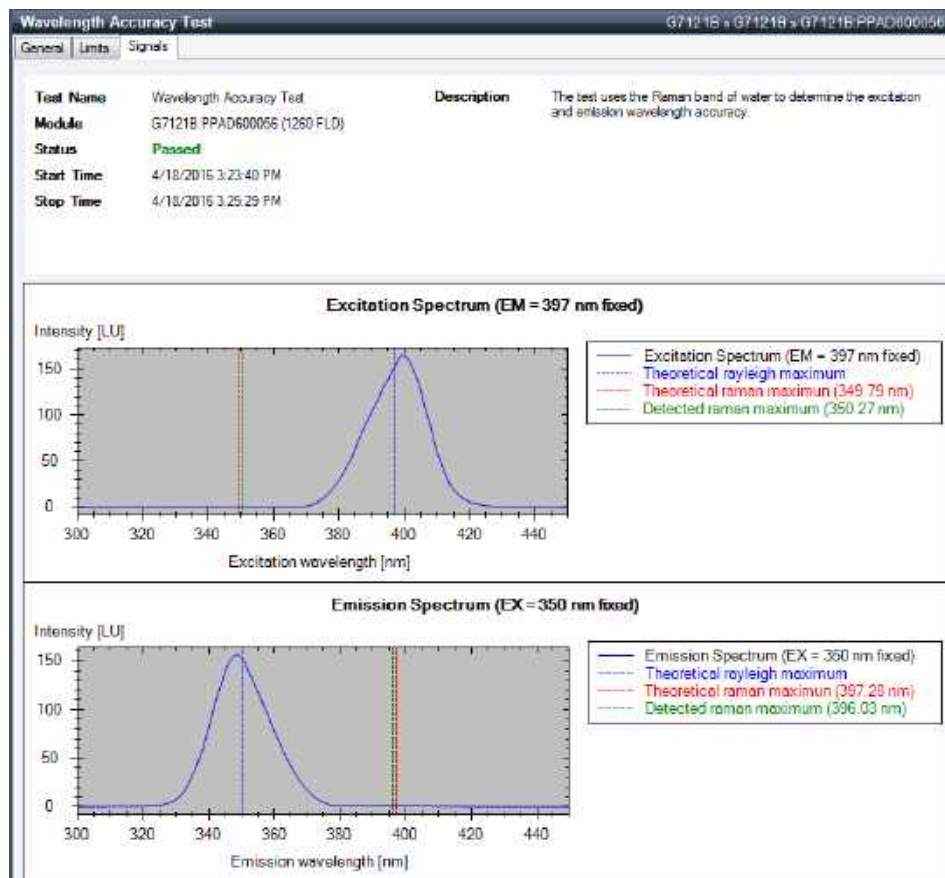 Wavelength Accuracy Test G7121B » G7121B » G7121B:PPAD600056
General Limits Signals
Test Name Wavelength Accuracy Test Description The test uses the Raman band of water to determine the excitation
and emission wavelength accuracy.
Module G7121B:PPAD600056 (1260 FLD)
Status Passed
Start Time 4/18/2016 3:23:40 PM
Stop Time 4/18/2016 3:25:29 PM
Excitation Spectrum (EM = 397 nm fixed)
Intensity [LU]
150
100
50
0
300 320 340 360 380 400 420 440
Excitation wavelength [nm]
Excitation Spectrum (EM = 397 nm fixed)
Theoretical rayleigh maximum
Theoretical raman maximun (349.79 nm)
Detected raman maximum (350.27 nm)
Emission Spectrum (EX = 350 nm fixed)
Intensity [LU]
150
100
50
0
300 320 340 360 380 400 420 440
Emission wavelength [nm]
Emission Spectrum (EX = 350 nm fixed)
Theoretical rayleigh maximum
Theoretical raman maximun (397.28 nm)
Detected raman maximum (396.03 nm)